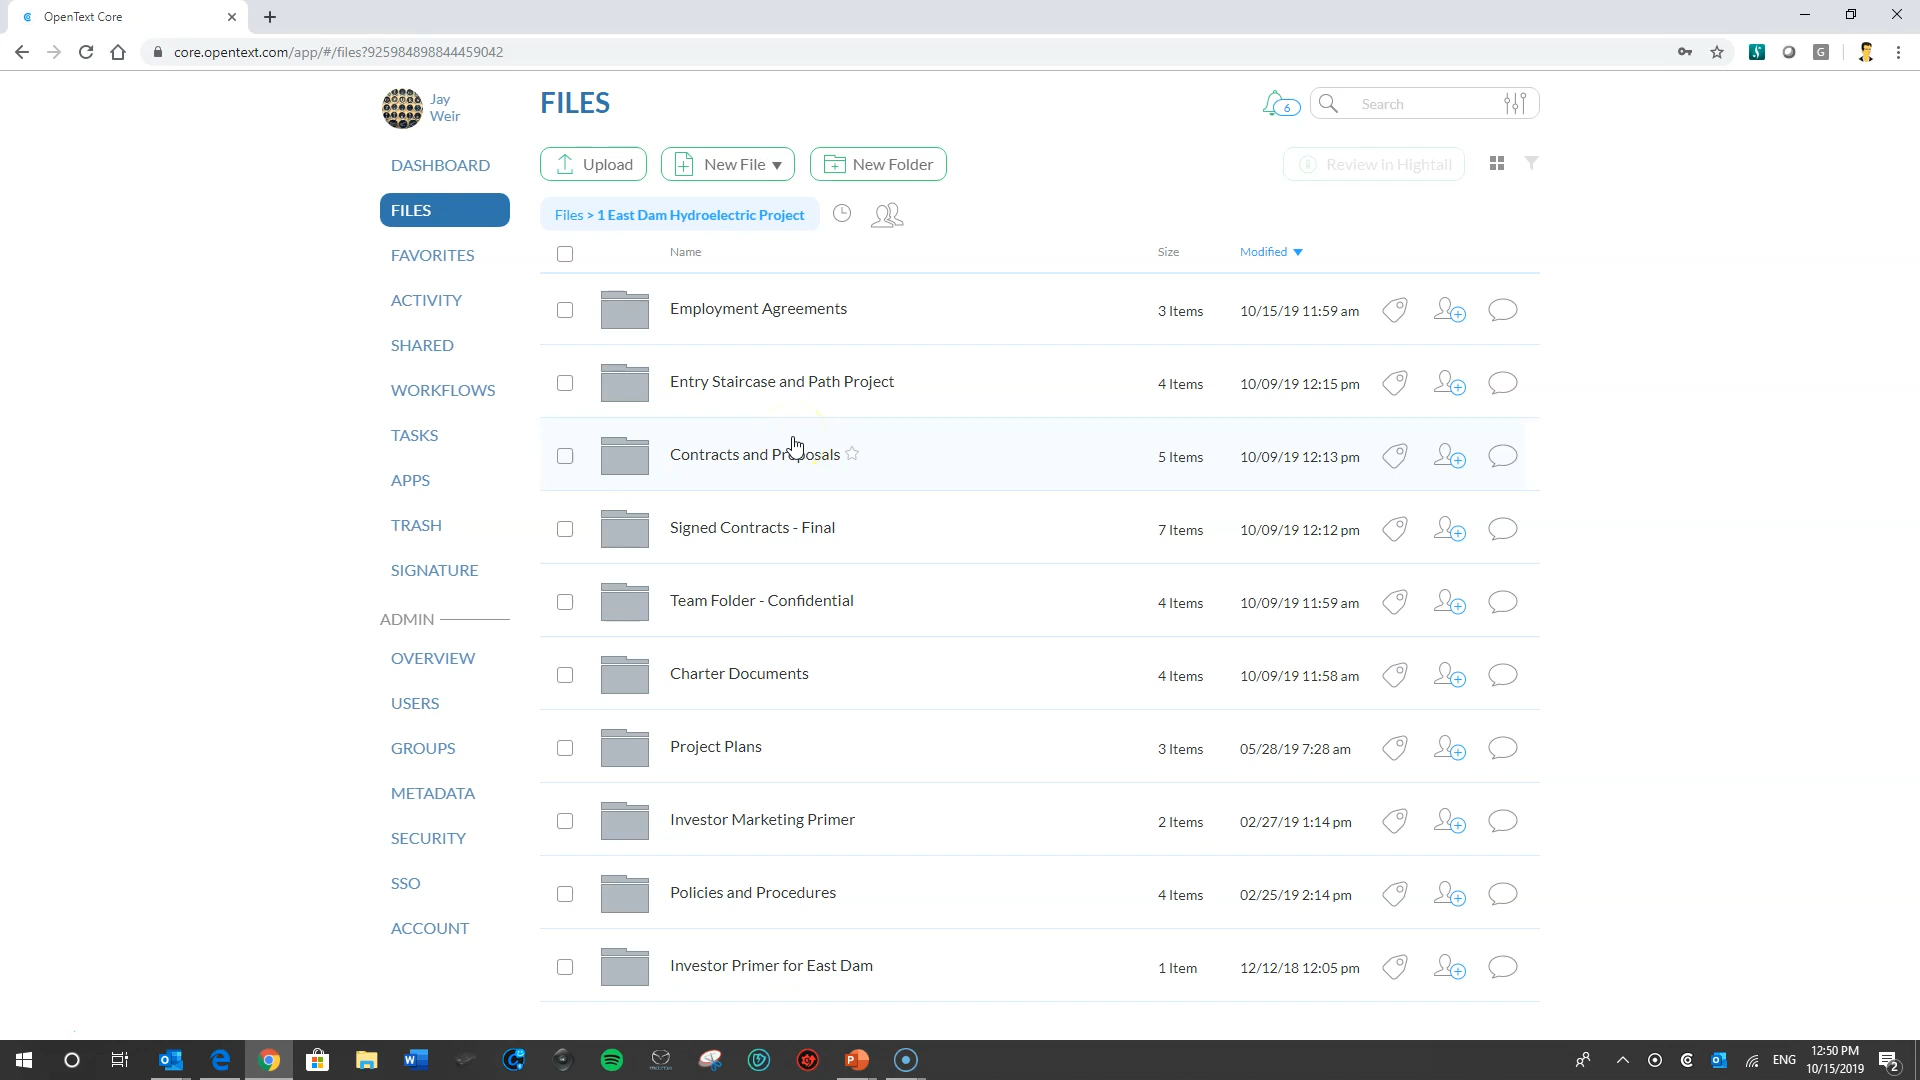 OpenText Core
core.opentext.com/app/#/files?925984898844459042
Jay
Weir
FILES
6
Search
DASHBOARD
Upload
New File
New Folder
Review in Hightail
FILES
Files > 1 East Dam Hydroelectric Project
FAVORITES
Name
Size
Modified
ACTIVITY
Employment Agreements
3 Items
10/15/19 11:59 am
SHARED
Entry Staircase and Path Project
4 Items
10/09/19 12:15 pm
WORKFLOWS
TASKS
Contracts and Proposals
5 Items
10/09/19 12:13 pm
APPS
TRASH
Signed Contracts - Final
7 Items
10/09/19 12:12 pm
SIGNATURE
Team Folder - Confidential
4 Items
10/09/19 11:59 am
ADMIN
OVERVIEW
Charter Documents
4 Items
10/09/19 11:58 am
USERS
GROUPS
Project Plans
3 Items
05/28/19 7:28 am
METADATA
Investor Marketing Primer
2 Items
02/27/19 1:14 pm
SECURITY
SSO
Policies and Procedures
4 Items
02/25/19 2:14 pm
ACCOUNT
Investor Primer for East Dam
1 Item
12/12/18 12:05 pm
ENG
12:50 PM
10/15/2019
2